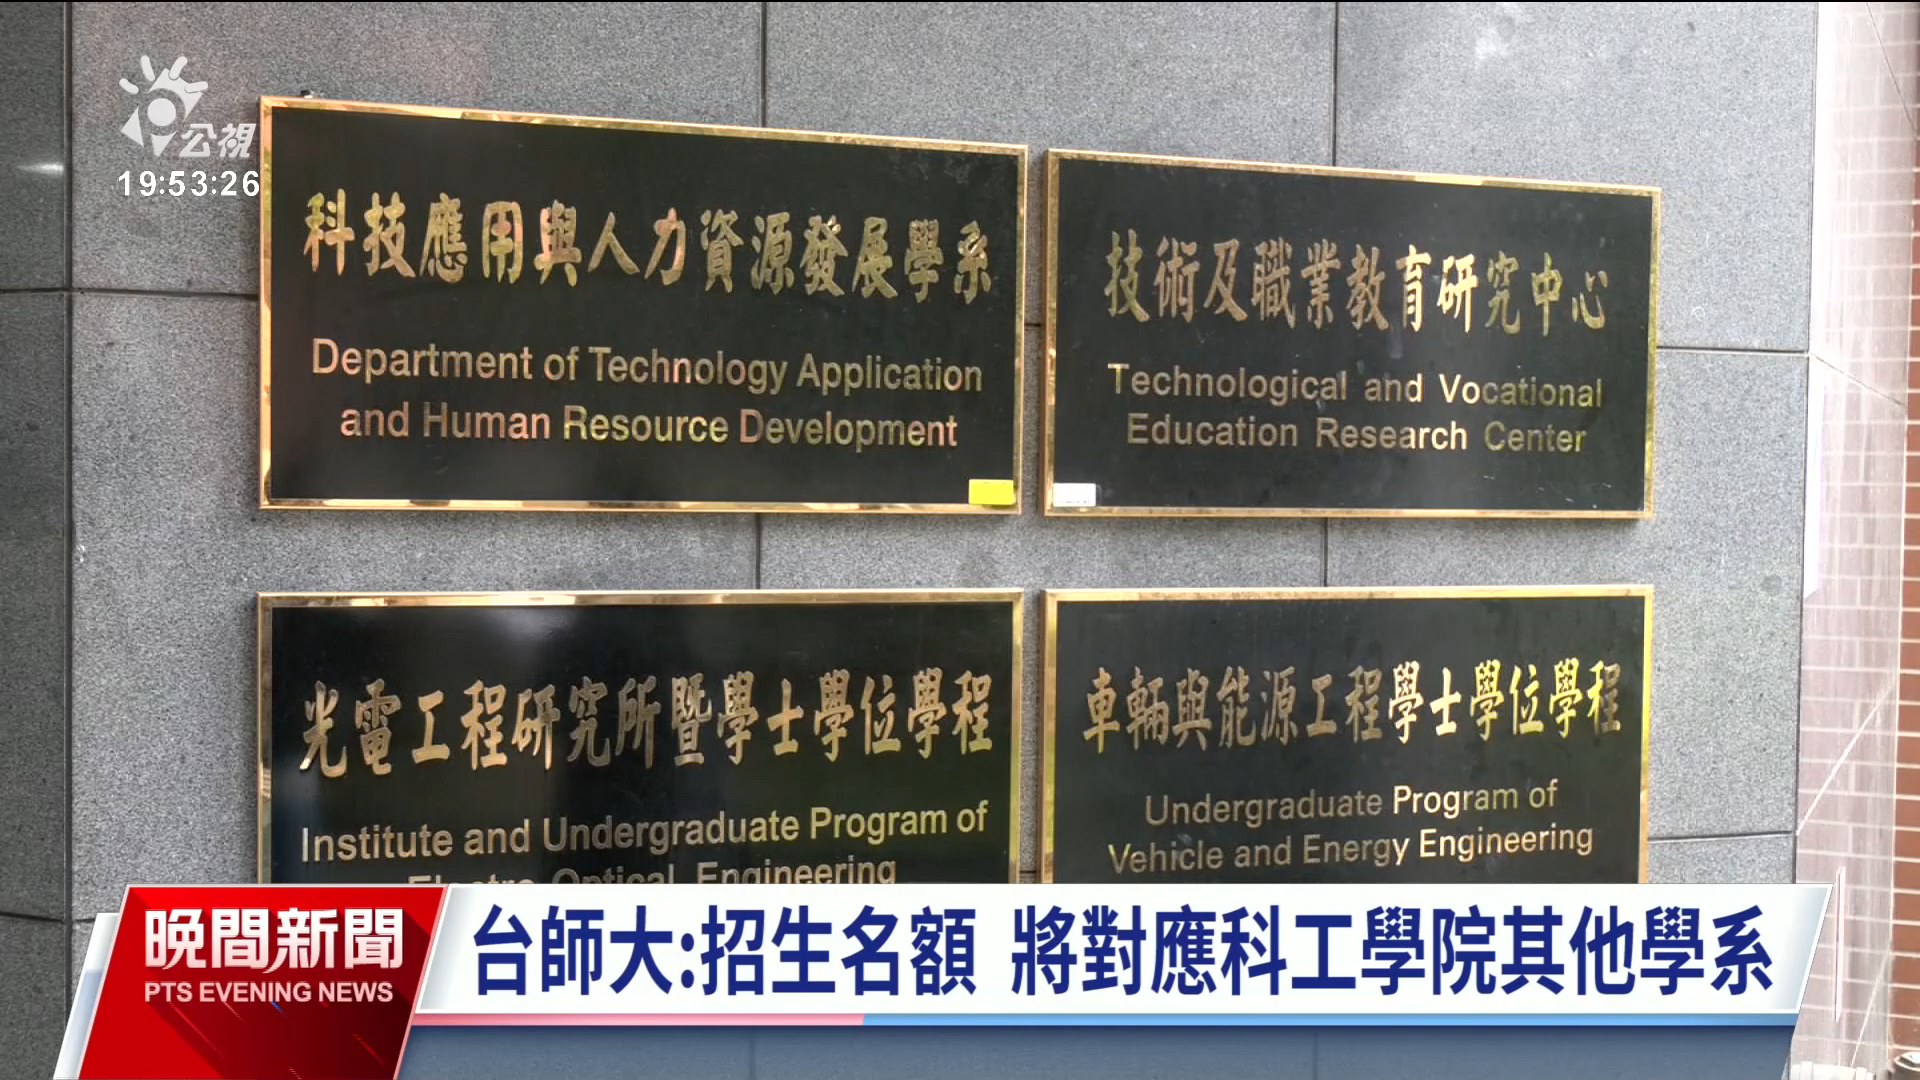 公視
19:53:26
科技應用與人力資源發展學系
Department of Technology Application
and Human Resource Development
技術及職業教育研究中心
Technological and Vocational
Education Research Center
光電工程研究所暨學士學位學程
Institute and Undergraduate Program of
Electro-Optical Engineering
車輛與能源工程學士學位學程
Undergraduate Program of
Vehicle and Energy Engineering
晚間新聞
PTS EVENING NEWS
台師大:招生名額 將對應科工學院其他學系